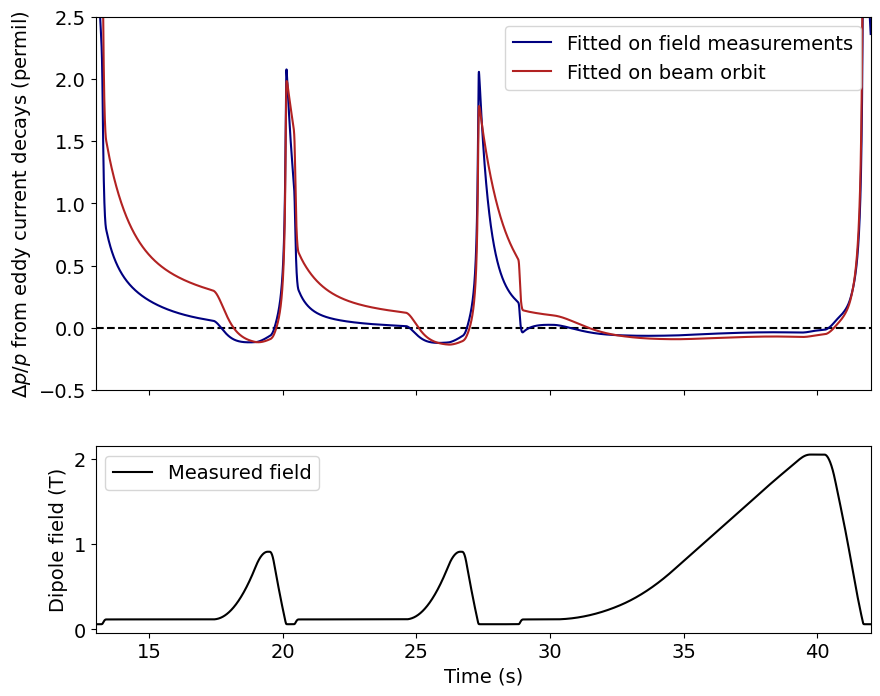 Δp/p from eddy current decays (permil)
2.5
2.0
1.5
1.0
0.5
0.0
−0.5
Fitted on field measurements
Fitted on beam orbit
Dipole field (T)
2
1
0
Measured field
15 20 25 30 35 40
Time (s)